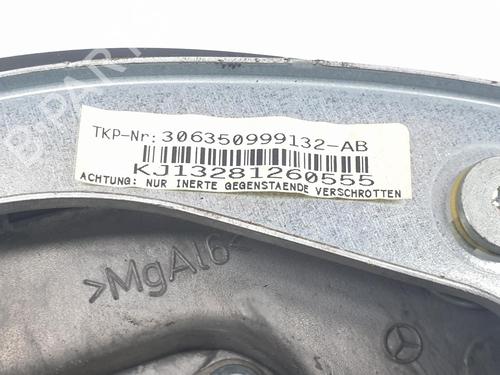 TKP-Nr: 306350999132-AB
KJ13281260555
ACHTUNG: NUR INERTE GEGENSTAENDE VERSCHROTTEN
>MgAl6<